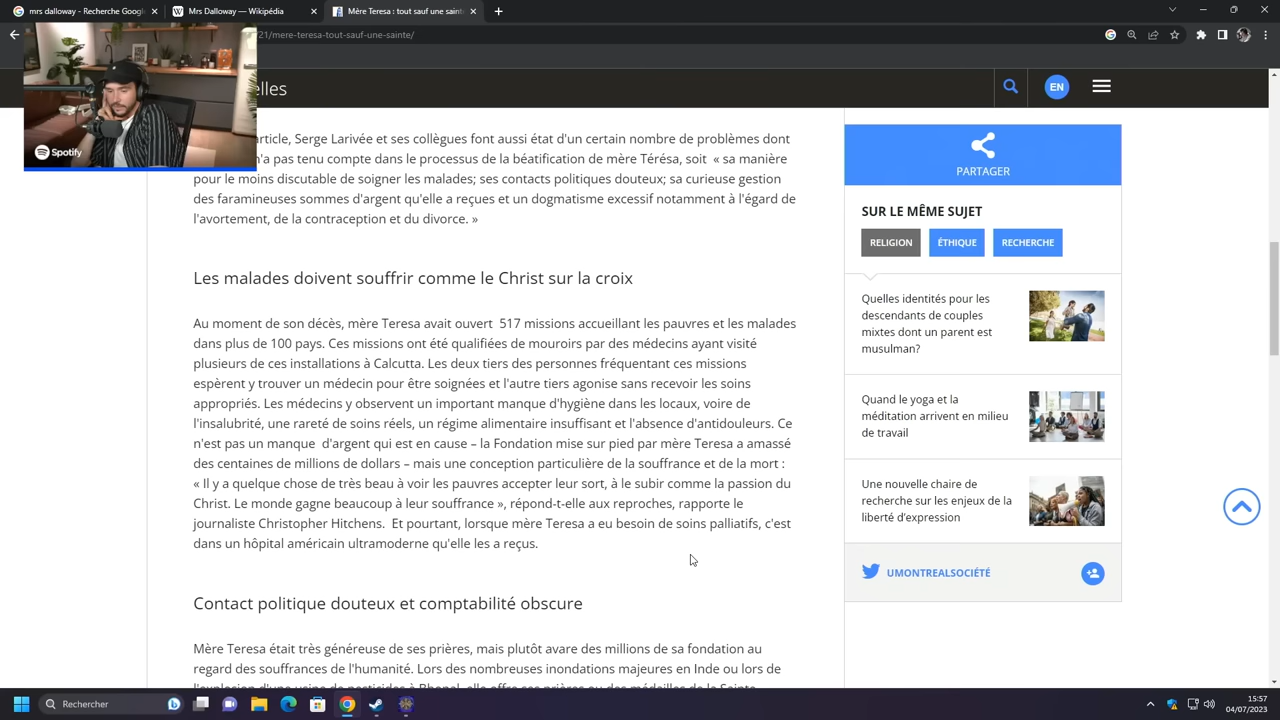 mrs dalloway - Recherche Google
Mrs Dalloway — Wikipédia
Mère Teresa : tout sauf une sainte
21/mere-teresa-tout-sauf-une-sainte/
Spotify
elles
EN
article, Serge Larivée et ses collègues font aussi état d'un certain nombre de problèmes dont
n'a pas tenu compte dans le processus de la béatification de mère Térésa, soit « sa manière
pour le moins discutable de soigner les malades; ses contacts politiques douteux; sa curieuse gestion
des faramineuses sommes d'argent qu'elle a reçues et un dogmatisme excessif notamment à l'égard de
l'avortement, de la contraception et du divorce. »
Les malades doivent souffrir comme le Christ sur la croix
Au moment de son décès, mère Teresa avait ouvert 517 missions accueillant les pauvres et les malades
dans plus de 100 pays. Ces missions ont été qualifiées de mouroirs par des médecins ayant visité
plusieurs de ces installations à Calcutta. Les deux tiers des personnes fréquentant ces missions
espèrent y trouver un médecin pour être soignées et l'autre tiers agonise sans recevoir les soins
appropriés. Les médecins y observent un important manque d'hygiène dans les locaux, voire de
l'insalubrité, une rareté de soins réels, un régime alimentaire insuffisant et l'absence d'antidouleurs. Ce
n'est pas un manque d'argent qui est en cause – la Fondation mise sur pied par mère Teresa a amassé
des centaines de millions de dollars – mais une conception particulière de la souffrance et de la mort :
« Il y a quelque chose de très beau à voir les pauvres accepter leur sort, à le subir comme la passion du
Christ. Le monde gagne beaucoup à leur souffrance », répond-t-elle aux reproches, rapporte le
journaliste Christopher Hitchens. Et pourtant, lorsque mère Teresa a eu besoin de soins palliatifs, c'est
dans un hôpital américain ultramoderne qu'elle les a reçus.
Contact politique douteux et comptabilité obscure
Mère Teresa était très généreuse de ses prières, mais plutôt avare des millions de sa fondation au
regard des souffrances de l'humanité. Lors des nombreuses inondations majeures en Inde ou lors de
l'explosion d'une usine de pesticides à Bhopal, elle offre ses prières ou des médailles de la Sainte
PARTAGER
SUR LE MÊME SUJET
RELIGION
ÉTHIQUE
RECHERCHE
Quelles identités pour les
descendants de couples
mixtes dont un parent est
musulman?
Quand le yoga et la
méditation arrivent en milieu
de travail
Une nouvelle chaire de
recherche sur les enjeux de la
liberté d'expression
UMONTREALSOCIÉTÉ
Rechercher
15:57
04/07/2023